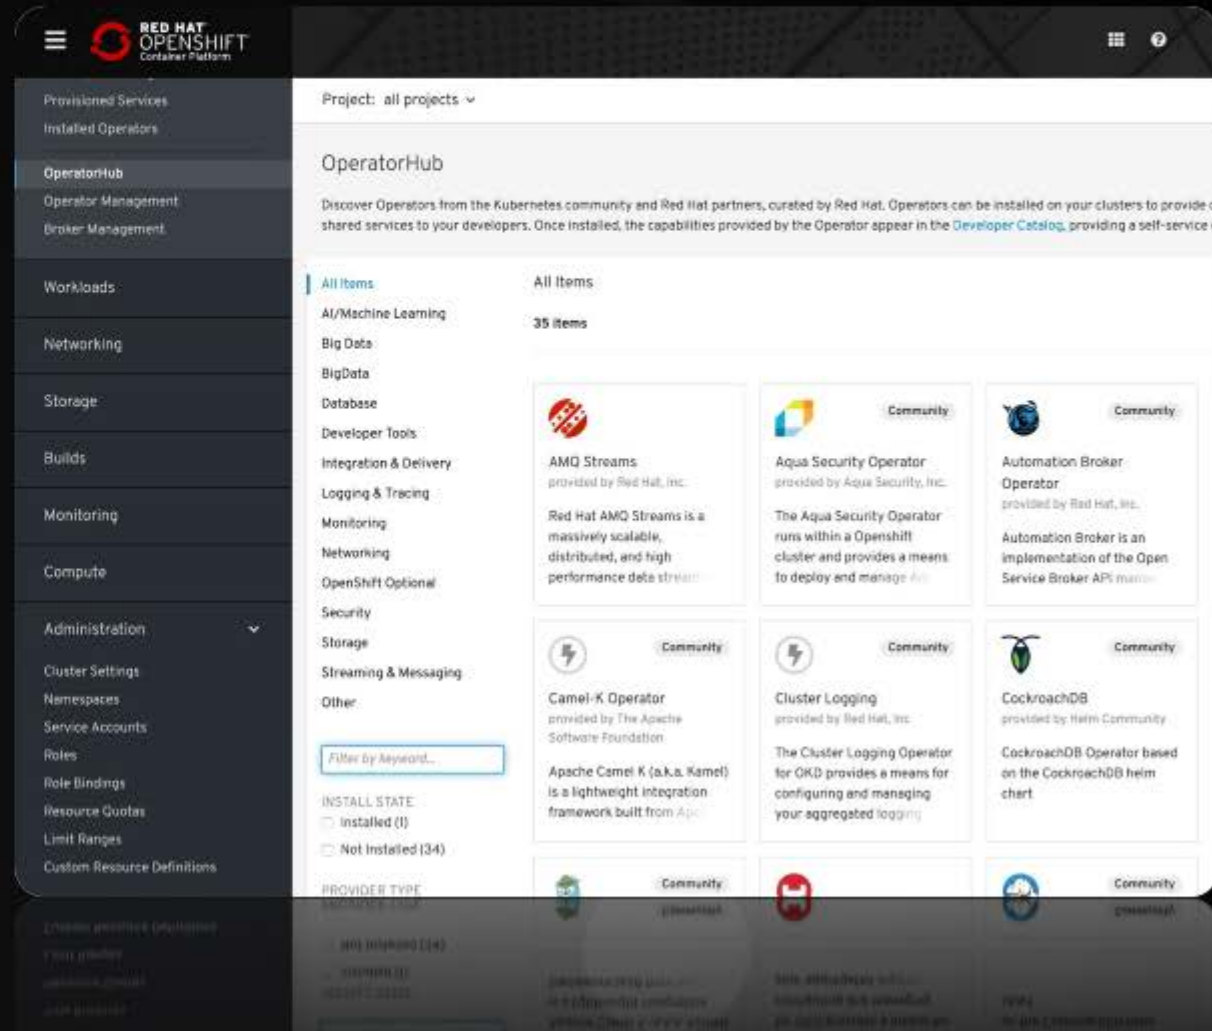 RED HAT
OPENSHIFT
Container Platform
Provisioned Services
Installed Operators
OperatorHub
Operator Management
Broker Management
Workloads
Networking
Storage
Builds
Monitoring
Compute
Administration
Cluster Settings
Namespaces
Service Accounts
Roles
Role Bindings
Resource Quotas
Limit Ranges
Custom Resource Definitions
Project: all projects
OperatorHub
Discover Operators from the Kubernetes community and Red Hat partners, curated by Red Hat. Operators can be installed on your clusters to provide
shared services to your developers. Once installed, the capabilities provided by the Operator appear in the Developer Catalog, providing a self-service
All Items
AI/Machine Learning
Big Data
BigData
Database
Developer Tools
Integration & Delivery
Logging & Tracing
Monitoring
Networking
OpenShift Optional
Security
Storage
Streaming & Messaging
Other
Filter by keyword...
INSTALL STATE
Installed (1)
Not Installed (34)
PROVIDER TYPE
All Items
35 items
AMQ Streams
provided by Red Hat, Inc.
Red Hat AMQ Streams is a
massively scalable,
distributed, and high
performance data stream
Community
Aqua Security Operator
provided by Aqua Security, Inc.
The Aqua Security Operator
runs within a Openshift
cluster and provides a means
to deploy and manage
Community
Automation Broker
Operator
provided by Red Hat, Inc.
Automation Broker is an
implementation of the Open
Service Broker API
Community
Camel-K Operator
provided by The Apache
Software Foundation
Apache Camel K (a.k.a. Kamel)
is a lightweight integration
framework built from
Community
Cluster Logging
provided by Red Hat, Inc
The Cluster Logging Operator
for OKD provides a means for
configuring and managing
your aggregated logging
Community
CockroachDB
provided by Helm Community
CockroachDB Operator based
on the CockroachDB helm
chart
Community
Community